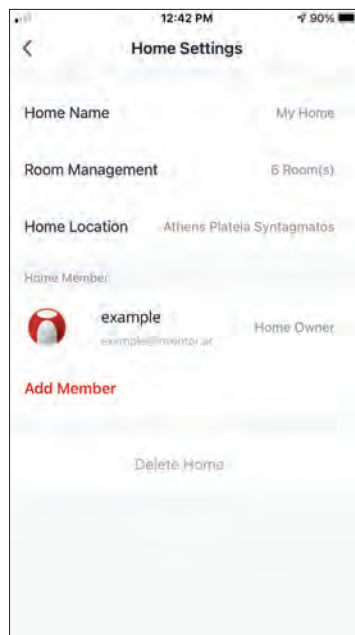 12:42 PM 90%
Home Settings
Home Name My Home
Room Management 6 Room(s)
Home Location Athens Plateia Syntagmatos
Home Member
example
example@inventor.ac Home Owner
Add Member
Delete Home